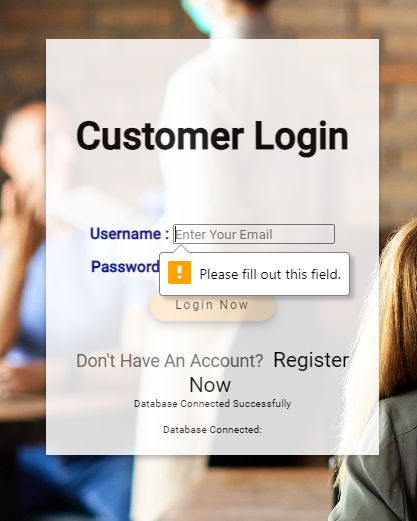 Customer Login
Username : Enter Your Email
Password
! Please fill out this field.
Login Now
Don't Have An Account? Register
Now
Database Connected Successfully
Database Connected: